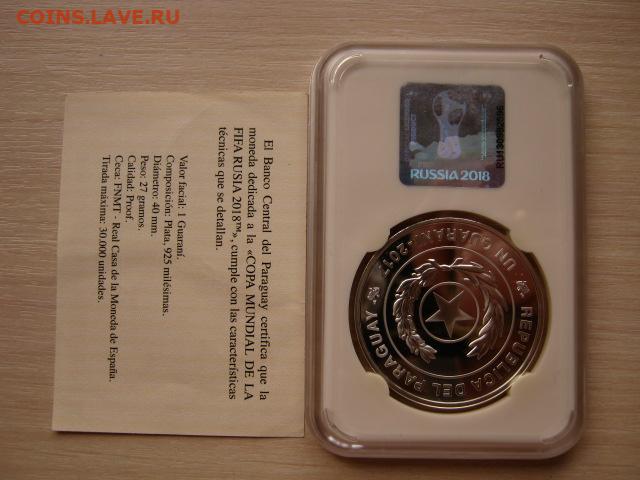 COINS.LAVE.RU
El Banco Central del Paraguay certifica que la
moneda dedicada a la «COPA MUNDIAL DE LA
FIFA RUSIA 2018™», cumple con las características
técnicas que se detallan.
Valor facial: 1 Guaraní.
Composición: Plata, 925 milésimas.
Diámetro: 40 mm.
Peso: 27 gramos.
Calidad: Proof.
Ceca: FNMT - Real Casa de la Moneda de España.
Tirada máxima: 30.000 unidades.
RUSSIA 2018
REPUBLICA DEL PARAGUAY
UN GUARANI-2017